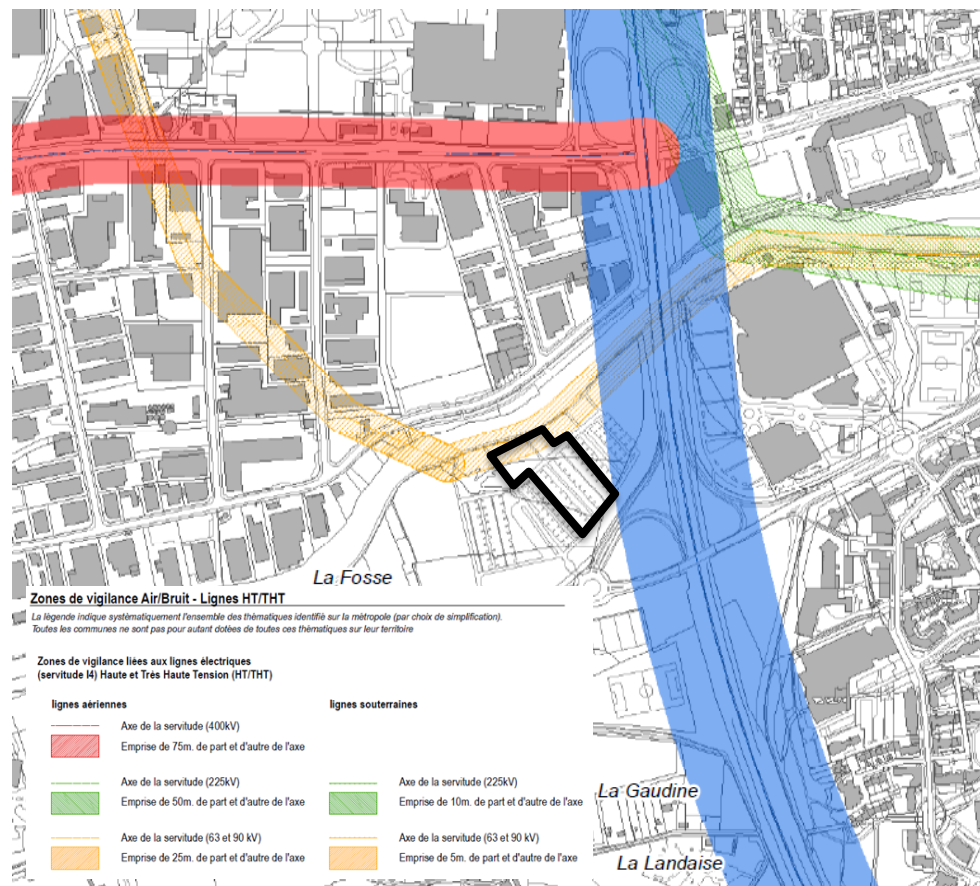 La Fosse
Zones de vigilance Air/Bruit - Lignes HT/THT
La légende indique systématiquement l'ensemble des thèmatiques identifié sur la métropole (par choix de simplification).
Toutes les communes ne sont pas pour autant dotées de toutes ces thèmatiques sur leur territoire
Zones de vigilance liées aux lignes électriques
(servitude I4) Haute et Très Haute Tension (HT/THT)
lignes aériennes
lignes souterraines
Axe de la servitude (400kV)
Emprise de 75m. de part et d'autre de l'axe
Axe de la servitude (225kV)
Emprise de 50m. de part et d'autre de l'axe
Axe de la servitude (225kV)
Emprise de 10m. de part et d'autre de l'axe
Axe de la servitude (63 et 90 kV)
Emprise de 25m. de part et d'autre de l'axe
Axe de la servitude (63 et 90 kV)
Emprise de 5m. de part et d'autre de l'axe
La Gaudine
La Landaise